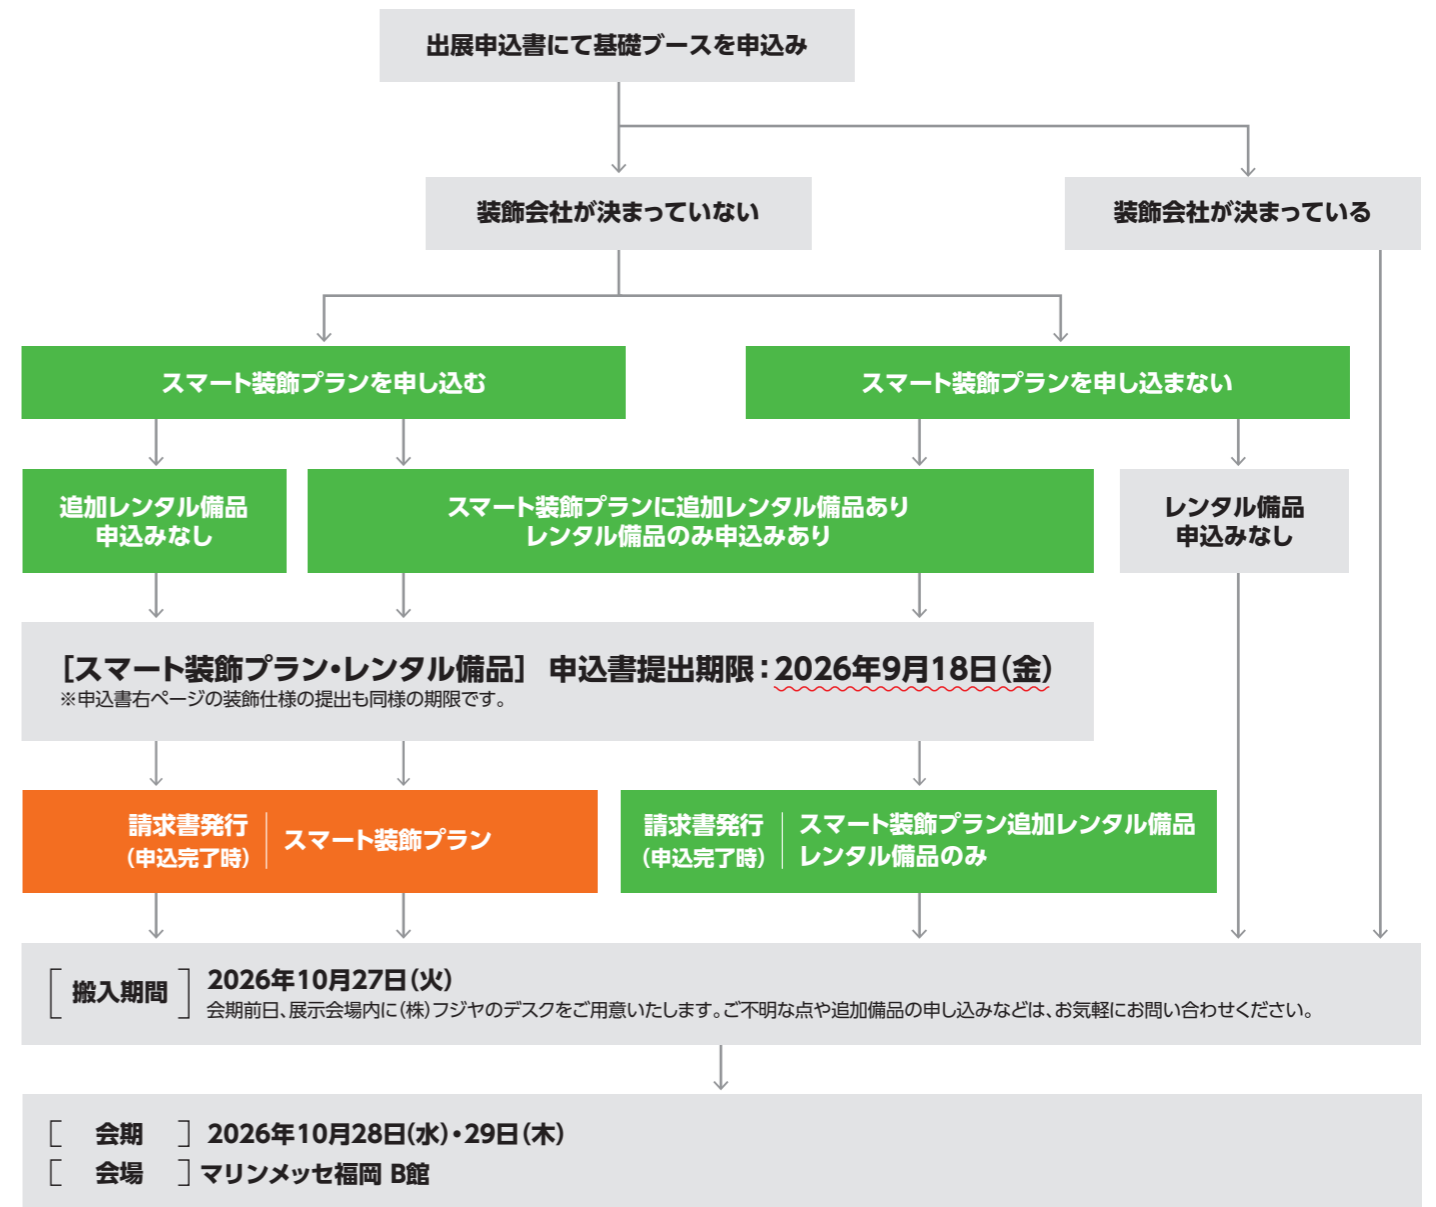 出展申込書にて基礎ブースを申込み
装飾会社が決まっていない
装飾会社が決まっている
スマート装飾プランを申し込む
スマート装飾プランを申し込まない
追加レンタル備品
申込みなし
スマート装飾プランに追加レンタル備品あり
レンタル備品のみ申込みあり
レンタル備品
申込みなし
[スマート装飾プラン・レンタル備品] 申込書提出期限:2026年9月18日(金)
※申込書右ページの装飾仕様の提出も同様の期限です。
請求書発行
(申込完了時)
スマート装飾プラン
請求書発行
(申込完了時)
スマート装飾プラン追加レンタル備品
レンタル備品のみ
[搬入期間] 2026年10月27日(火)
会期前日、展示会場内に(株)フジヤのデスクをご用意いたします。ご不明な点や追加備品の申し込みなどは、お気軽にお問い合わせください。
[会期] 2026年10月28日(水)・29日(木)
[会場] マリンメッセ福岡 B館